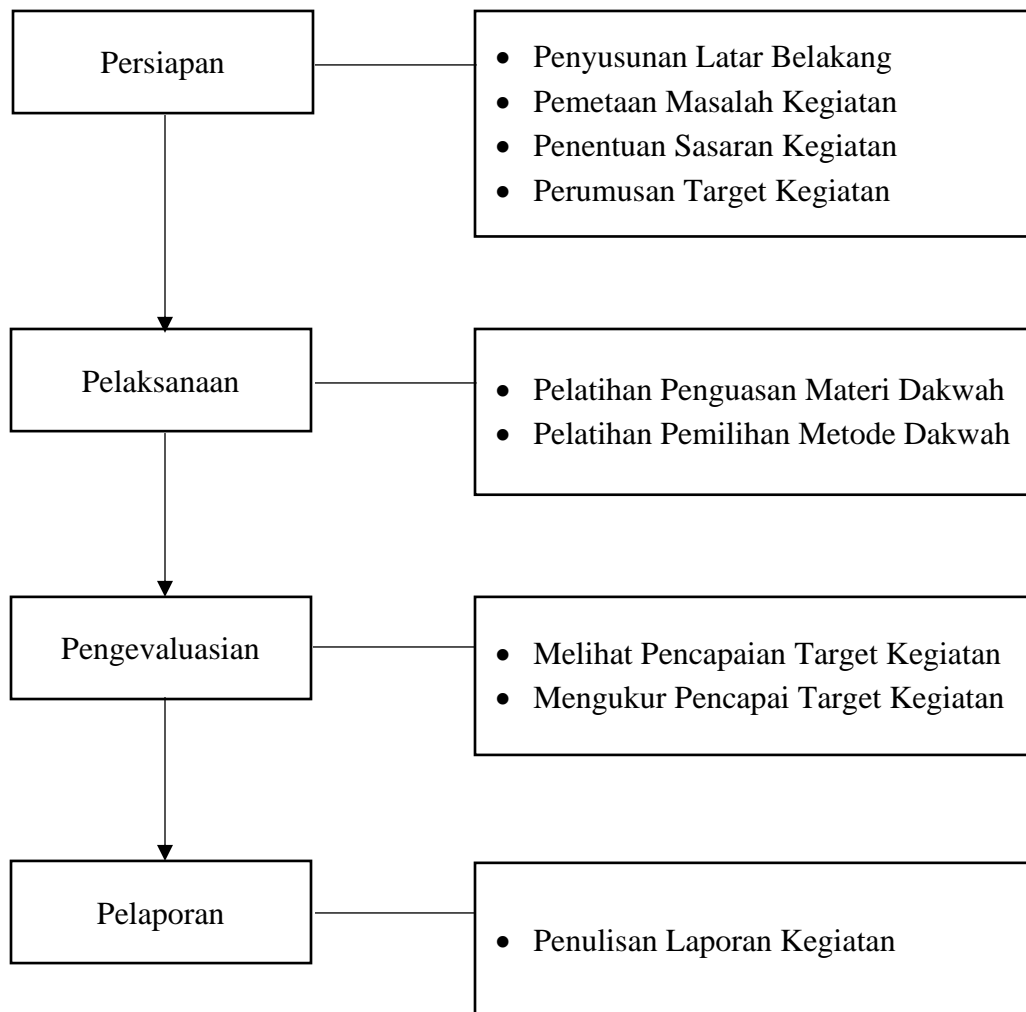 Persiapan
• Penyusunan Latar Belakang
• Pemetaan Masalah Kegiatan
• Penentuan Sasaran Kegiatan
• Perumusan Target Kegiatan
Pelaksanaan
• Pelatihan Penguasan Materi Dakwah
• Pelatihan Pemilihan Metode Dakwah
Pengevaluasian
• Melihat Pencapaian Target Kegiatan
• Mengukur Pencapai Target Kegiatan
Pelaporan
• Penulisan Laporan Kegiatan